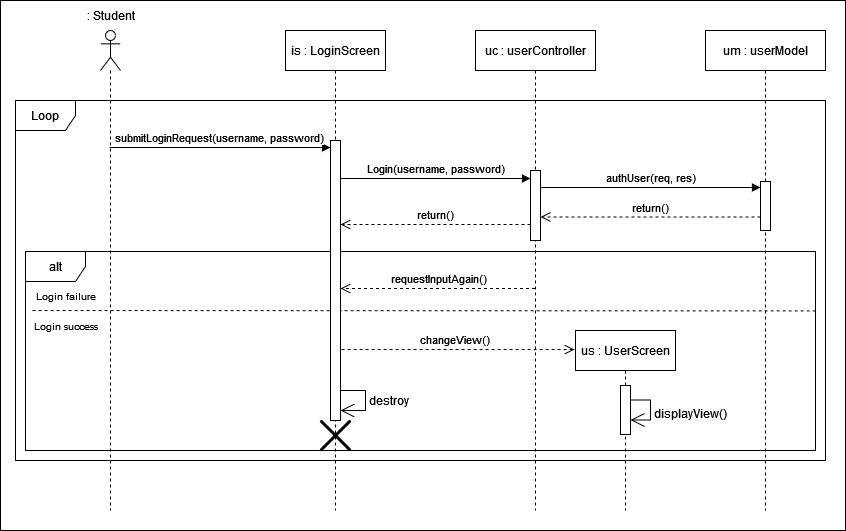 : Student
is : LoginScreen
uc : userController
um : userModel
Loop
submitLoginRequest(username, password)
Login(username, password)
authUser(req, res)
return()
return()
alt
requestInputAgain()
Login failure
Login success
changeView()
us : UserScreen
destroy
displayView()